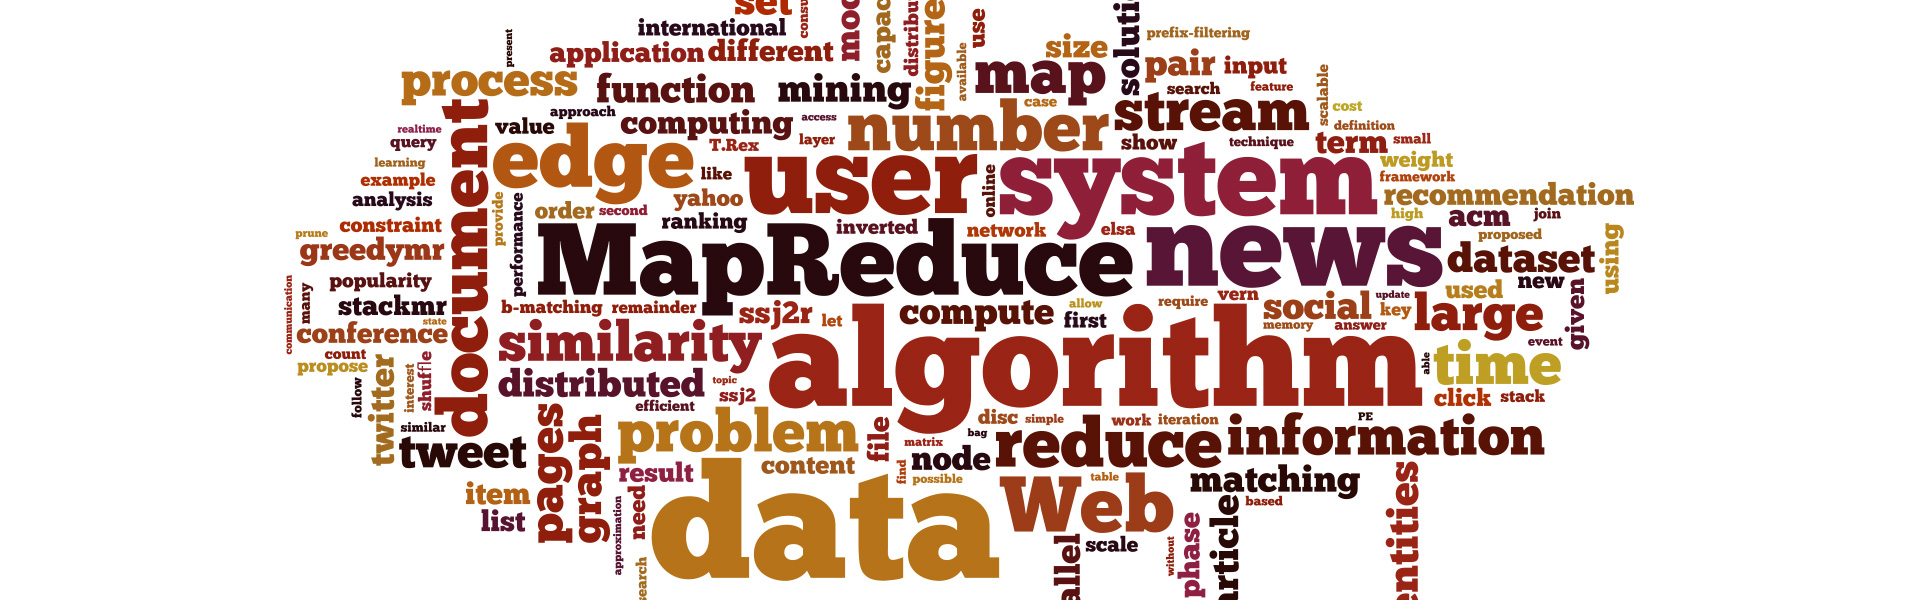 set
consu
international
mod
capac
distribu
figure
use
soluti
prefix-filtering
present
application
different
available
size
pair
input
process
function
mining
map
case
search
feature
scalable
cost
approach
access
computing
layer
number
stream
definition
realtime
query
value
T.Rex
show
technique
term
small
document
edge
learning
example
analysis
like
user
system
weight
framework
yahoo
online
recommendation
provide
performance
order
second
ranking
inverted
network
elsa
high
acm
join
constraint
prune
greedymr
MapReduce
news
proposed
dataset
using
popularity
communication
many
stackmr
state
conference
b-matching
remainder
ssj2r
let
compute
allow
first
require
vern
social
update
key
memory
answer
used
new
given
large
event
count
propose
similarity
algorithm
able
time
twitter
interest
shuffle
follow
distributed
topic
ssj2
efficient
click
stack
similar
tweet
pages
graph
problem
file
disc
simple
work
iteration
PE
bag
matrix
reduce
information
node
find
possible
content
result
item
list
need
approximation
search
data
Web
table
matching
based
article
entities
allel
scale
without
phase